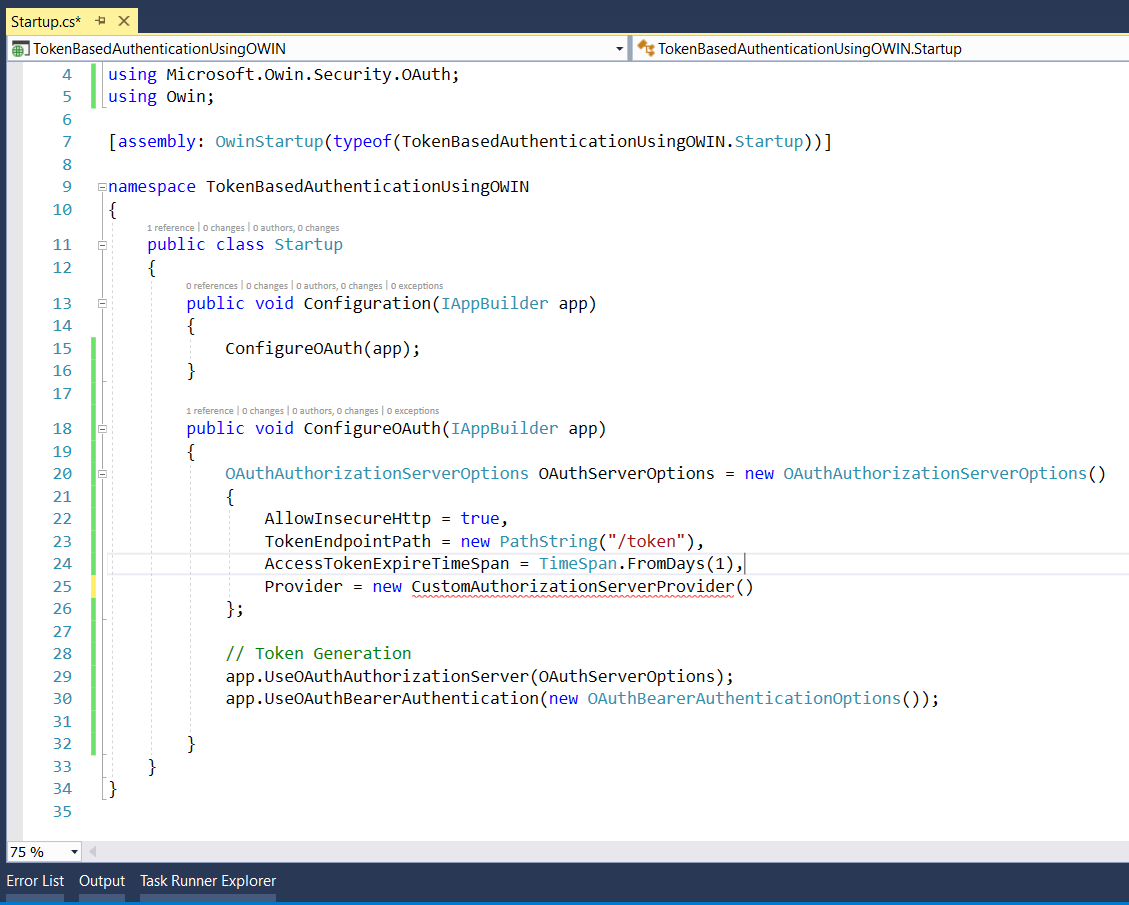 Startup.cs*
TokenBasedAuthenticationUsingOWIN TokenBasedAuthenticationUsingOWIN.Startup
4 using Microsoft.Owin.Security.OAuth;
5 using Owin;
6
7 [assembly: OwinStartup(typeof(TokenBasedAuthenticationUsingOWIN.Startup))]
8
9 namespace TokenBasedAuthenticationUsingOWIN
10 {
1 reference | 0 changes | 0 authors, 0 changes
11 public class Startup
12 {
0 references | 0 changes | 0 authors, 0 changes | 0 exceptions
13 public void Configuration(IAppBuilder app)
14 {
15 ConfigureOAuth(app);
16 }
17
1 reference | 0 changes | 0 authors, 0 changes | 0 exceptions
18 public void ConfigureOAuth(IAppBuilder app)
19 {
20 OAuthAuthorizationServerOptions OAuthServerOptions = new OAuthAuthorizationServerOptions()
21 {
22 AllowInsecureHttp = true,
23 TokenEndpointPath = new PathString("/token"),
24 AccessTokenExpireTimeSpan = TimeSpan.FromDays(1),
25 Provider = new CustomAuthorizationServerProvider()
26 };
27
28 // Token Generation
29 app.UseOAuthAuthorizationServer(OAuthServerOptions);
30 app.UseOAuthBearerAuthentication(new OAuthBearerAuthenticationOptions());
31
32 }
33 }
34 }
35
75 %
Error List Output Task Runner Explorer